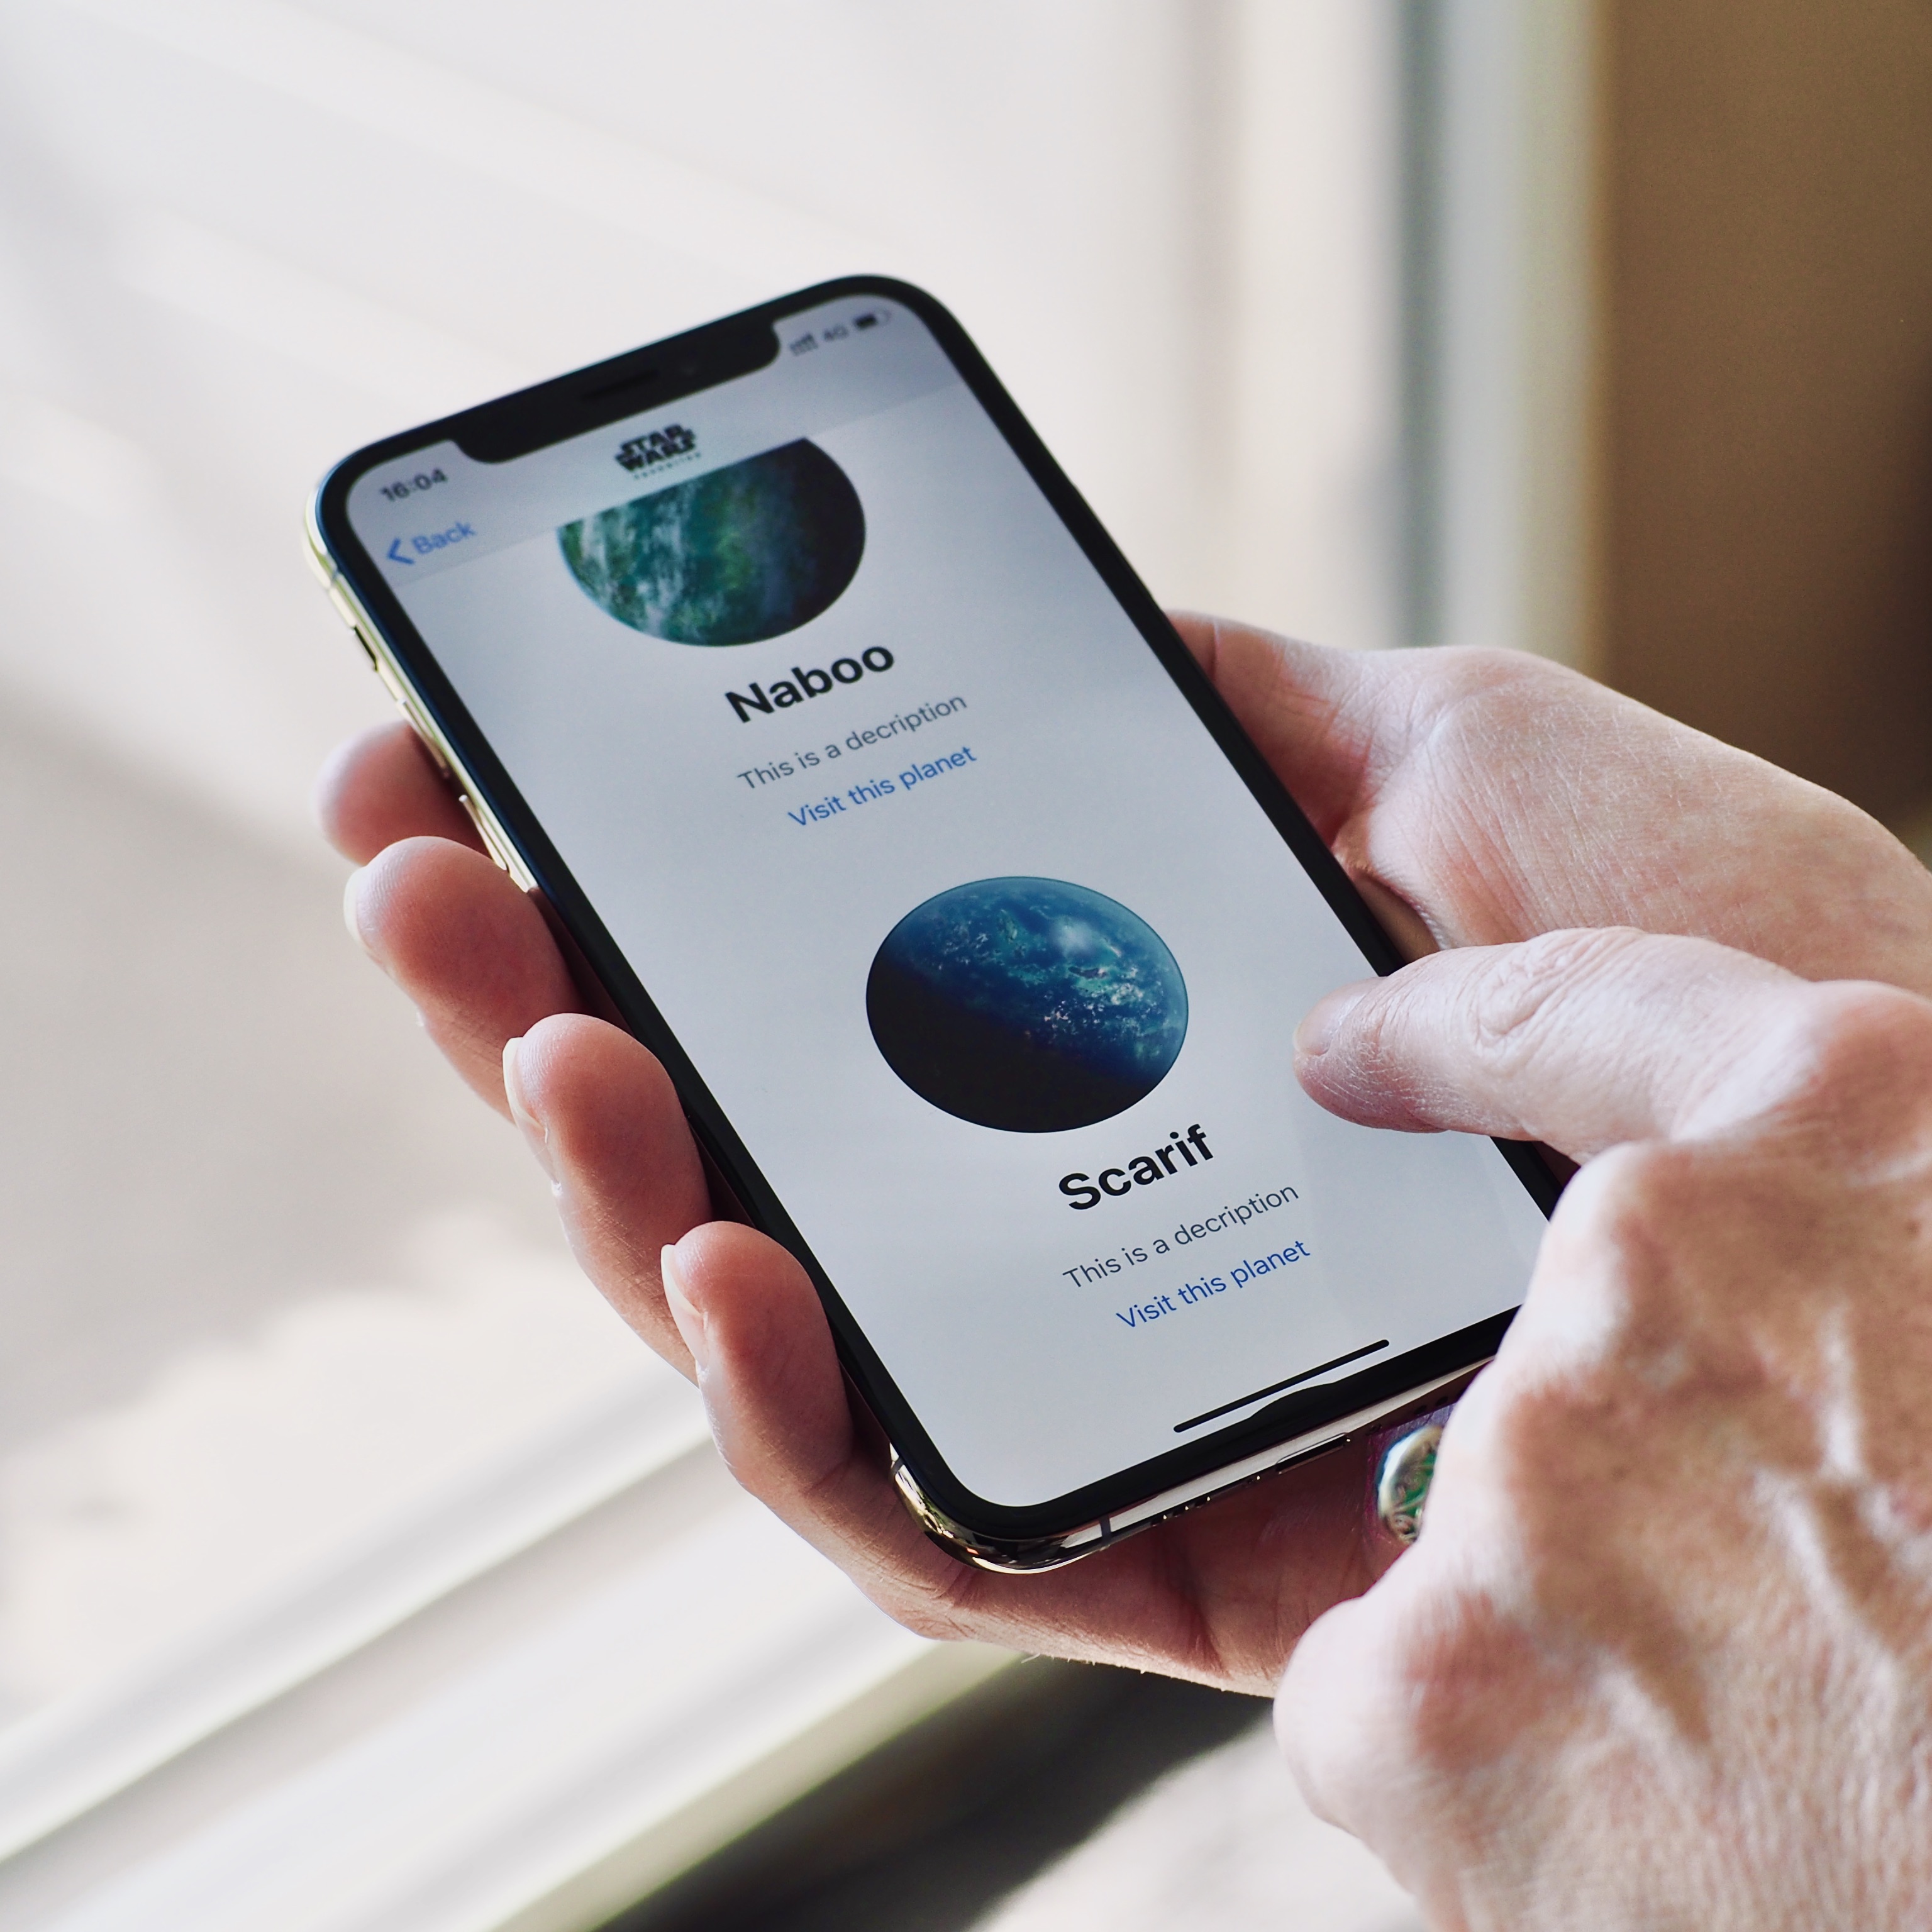 16:04
4G
Back
STAR
WARS
Naboo
This is a decription
Visit this planet
Scarif
This is a decription
Visit this planet